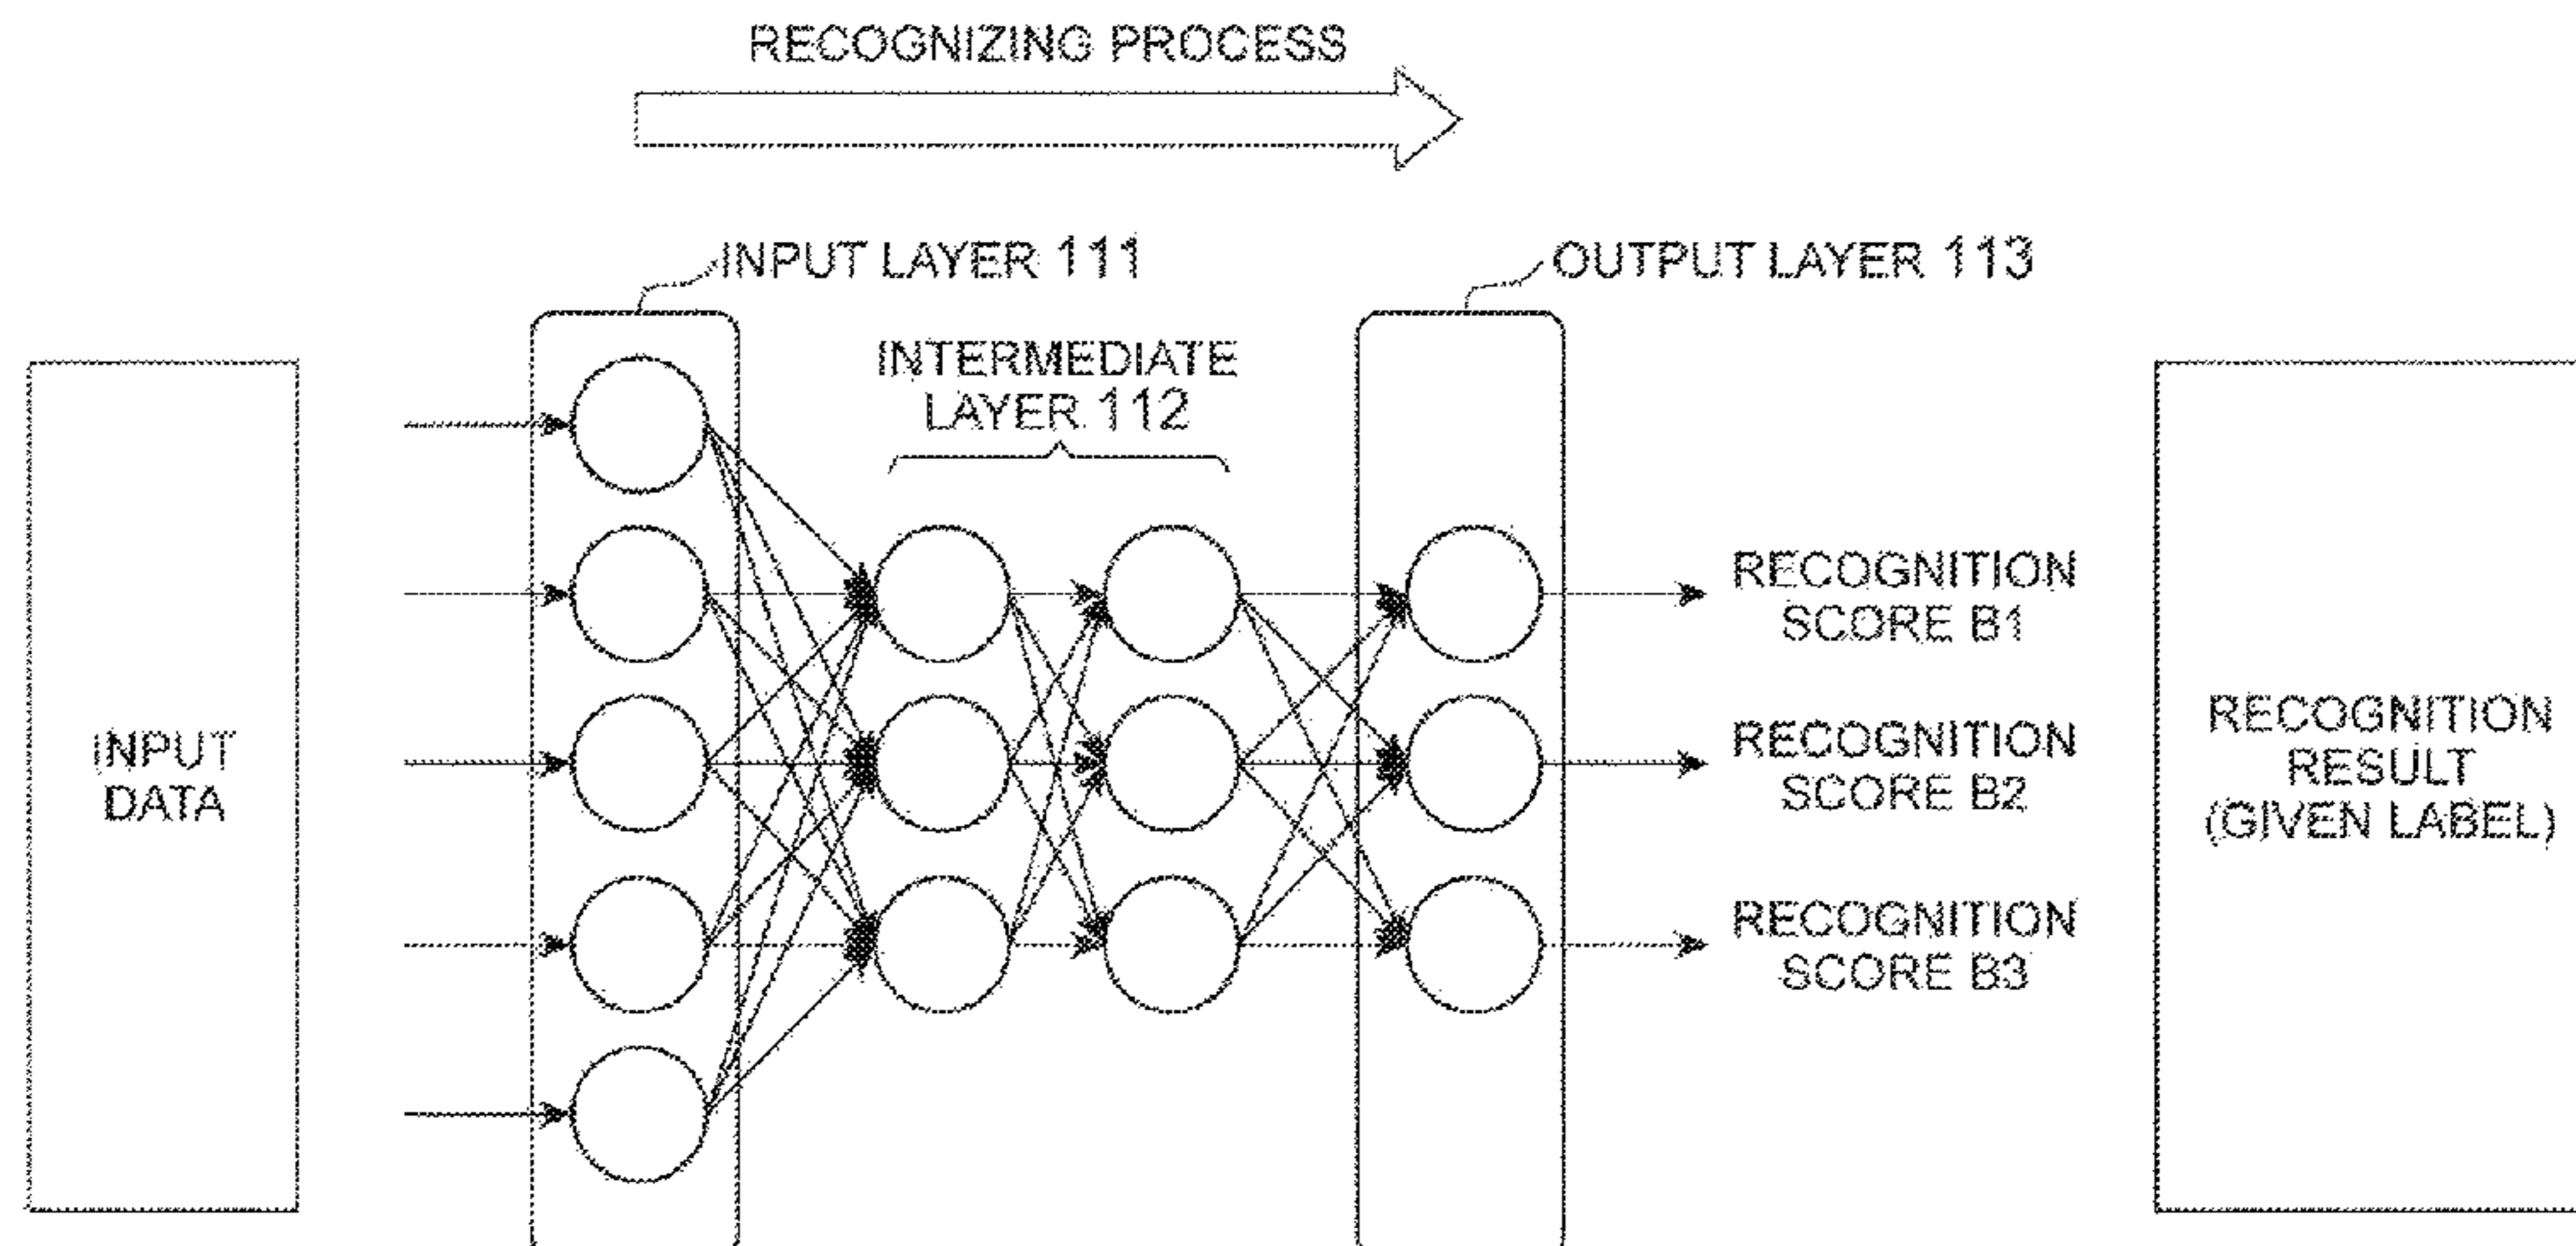 RECOGNIZING PROCESS
INPUT LAYER 111
OUTPUT LAYER 113
INTERMEDIATE
LAYER 112
INPUT
DATA
RECOGNITION
SCORE B1
RECOGNITION
SCORE B2
RECOGNITION
SCORE B3
RECOGNITION
RESULT
(GIVEN LABEL)